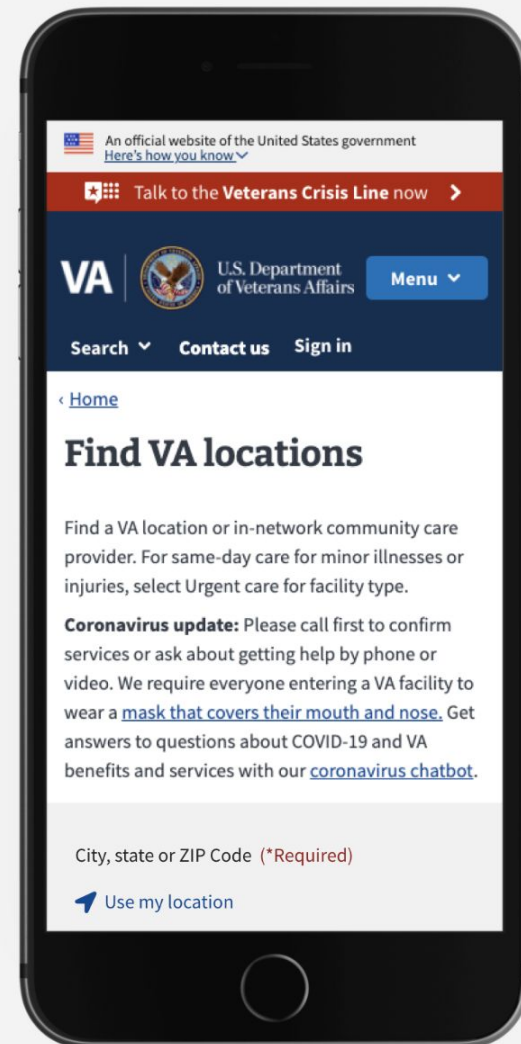 An official website of the United States government
Here's how you know
Talk to the Veterans Crisis Line now
VA
U.S. Department
of Veterans Affairs
Menu
Search
Contact us
Sign in
‹ Home
Find VA locations
Find a VA location or in-network community care
provider. For same-day care for minor illnesses or
injuries, select Urgent care for facility type.
Coronavirus update: Please call first to confirm
services or ask about getting help by phone or
video. We require everyone entering a VA facility to
wear a mask that covers their mouth and nose. Get
answers to questions about COVID-19 and VA
benefits and services with our coronavirus chatbot.
City, state or ZIP Code (*Required)
Use my location